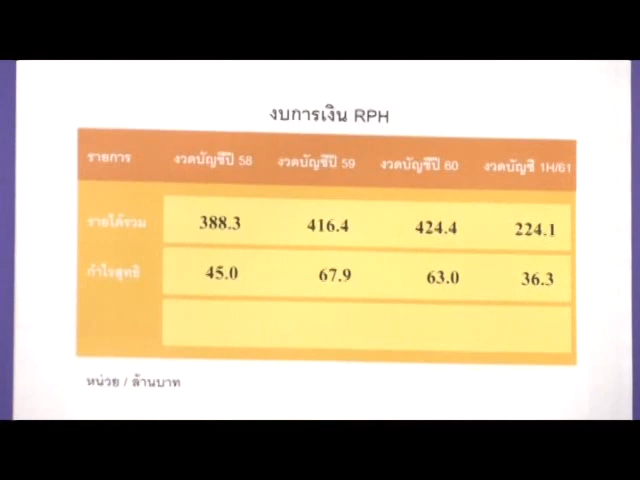 งบการเงิน RPH
รายการ งวดบัญชีปี 58 งวดบัญชีปี 59 งวดบัญชีปี 60 งวดบัญชี 1H/61
รายได้รวม 388.3 416.4 424.4 224.1
กำไรสุทธิ 45.0 67.9 63.0 36.3
หน่วย / ล้านบาท